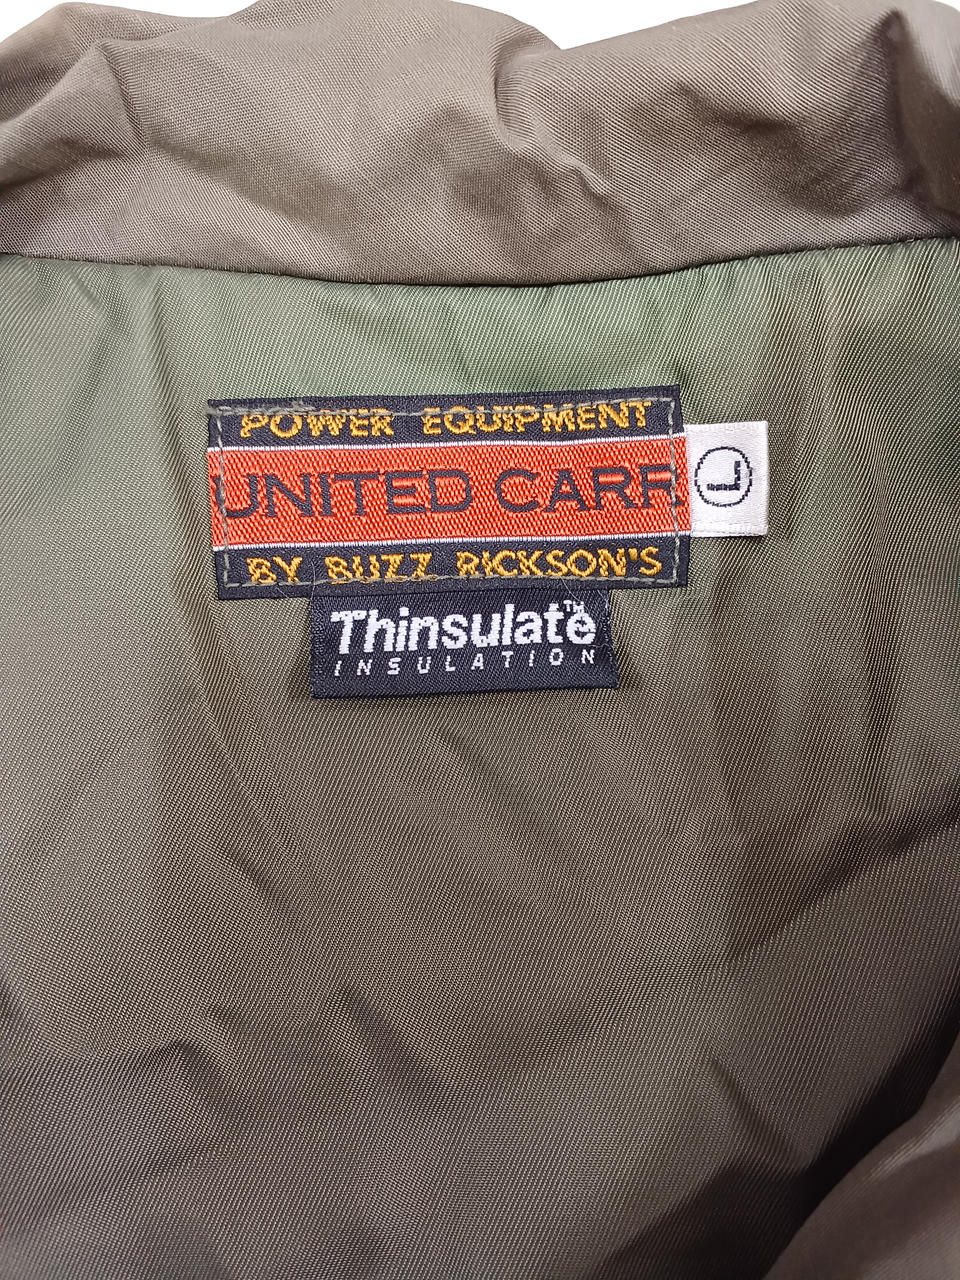 POWER EQUIPMENT
UNITED CARR
L
BY BUZZ RICKSON'S
Thinsulate™
INSULATION